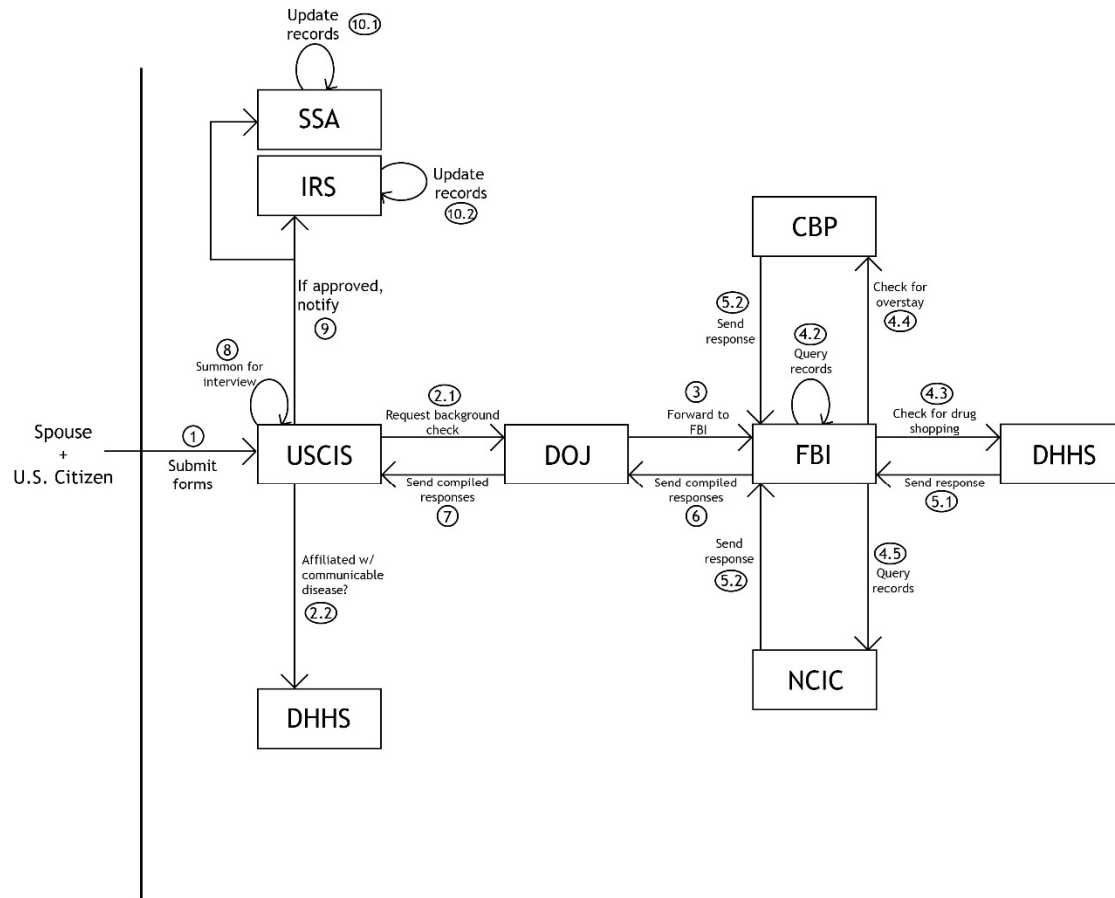 Update
records
10.1
SSA
IRS
Update
records
10.2
CBP
If approved,
notify
9
5.2
Send
response
Check for
overstay
4.4
8
Summon for
interview
4.2
Query
records
2.1
Request background
check
3
Forward to
FBI
4.3
Check for drug
shopping
Spouse
+
U.S. Citizen
1
Submit
forms
USCIS
DOJ
FBI
DHHS
Send compiled
responses
7
Send compiled
responses
6
Send response
5.1
Send
response
5.2
4.5
Query
records
Affiliated w/
communicable
disease?
2.2
NCIC
DHHS